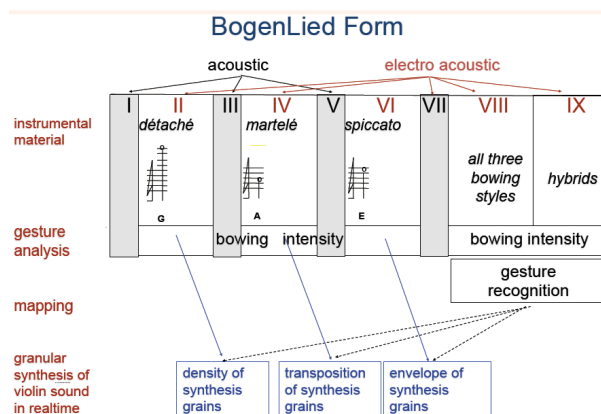 BogenLied Form
acoustic
electro acoustic
I II III IV V VI VII VIII IX
instrumental
material
détaché martelé spiccato
all three
bowing
styles
hybrids
G A E
gesture
analysis
bowing intensity
bowing intensity
gesture
recognition
mapping
granular
synthesis of
violin sound
in realtime
density of
synthesis
grains
transposition
of synthesis
grains
envelope of
synthesis
grains